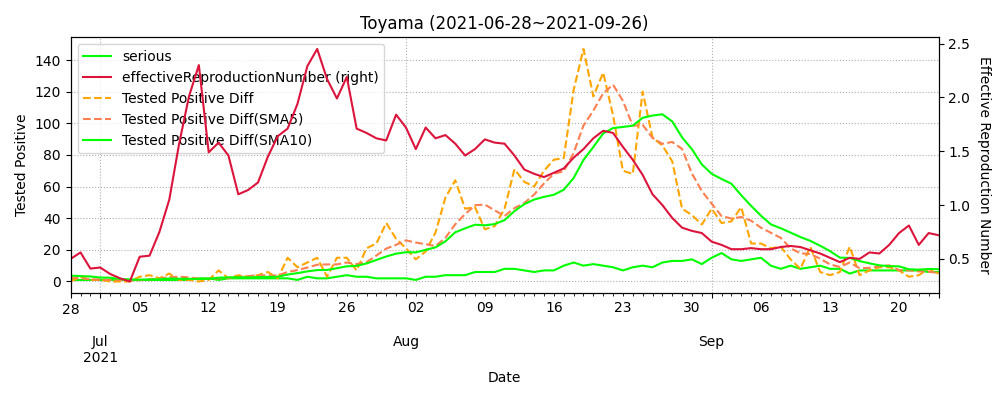 Toyama (2021-06-28~2021-09-26)
serious
effectiveReproductionNumber (right)
Tested Positive Diff
Tested Positive Diff(SMA5)
Tested Positive Diff(SMA10)
Tested Positive
140
120
100
80
60
40
20
0
2.5
2.0
1.5
1.0
0.5
Effective Reproduction Number
28 05 12 19 26 02 09 16 23 30 06 13 20
Jul Aug Sep
2021
Date